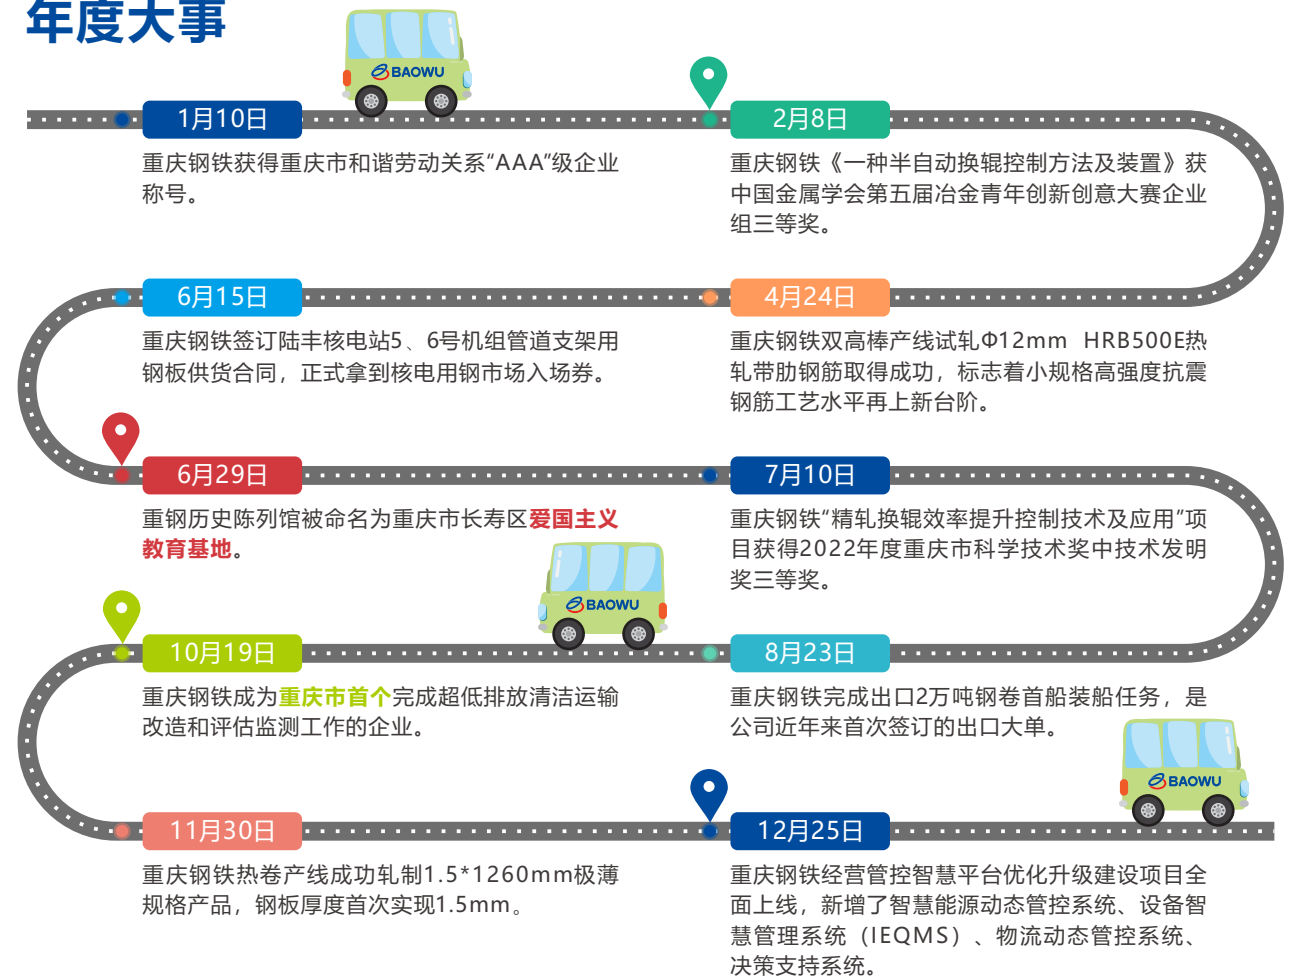 年度大事
BAOWU
1月10日
重庆钢铁获得重庆市和谐劳动关系“AAA”级企业
称号。
2月8日
重庆钢铁《一种半自动换辊控制方法及装置》获
中国金属学会第五届冶金青年创新创意大赛企业
组三等奖。
4月24日
重庆钢铁双高棒产线试轧Φ12mm HRB500E热
轧带肋钢筋取得成功，标志着小规格高强度抗震
钢筋工艺水平再上新台阶。
6月15日
重庆钢铁签订陆丰核电站5、6号机组管道支架用
钢板供货合同，正式拿到核电用钢市场入场券。
6月29日
重钢历史陈列馆被命名为重庆市长寿区爱国主义
教育基地。
7月10日
重庆钢铁“精轧换辊效率提升控制技术及应用”项
目获得2022年度重庆市科学技术奖中技术发明
奖三等奖。
BAOWU
8月23日
重庆钢铁完成出口2万吨钢卷首船装船任务，是
公司近年来首次签订的出口大单。
10月19日
重庆钢铁成为重庆市首个完成超低排放清洁运输
改造和评估监测工作的企业。
11月30日
重庆钢铁热卷产线成功轧制1.5*1260mm极薄
规格产品，钢板厚度首次实现1.5mm。
BAOWU
12月25日
重庆钢铁经营管控智慧平台优化升级建设项目全
面上线，新增了智慧能源动态管控系统、设备智
慧管理系统（IEQMS）、物流动态管控系统、
决策支持系统。